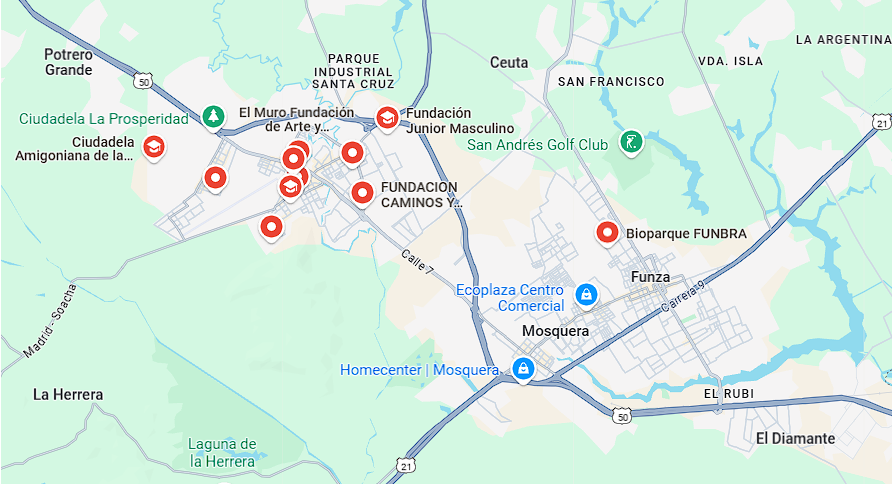 LA ARGENTINA
Potrero
Grande
PARQUE
INDUSTRIAL
SANTA CRUZ
Ceuta
VDA. ISLA
SAN FRANCISCO
50
21
Ciudadela La Prosperidad
El Muro Fundación
de Arte y...
Fundación
Junior Masculino
Ciudadela
Amigoniana de la...
San Andrés Golf Club
FUNDACION
CAMINOS Y...
Bioparque FUNBRA
Calle 7
Funza
Ecoplaza Centro
Comercial
Carrera 9
Madrid - Soacha
Mosquera
Homecenter | Mosquera
La Herrera
EL RUBI
50
El Diamante
Laguna de
la Herrera
21